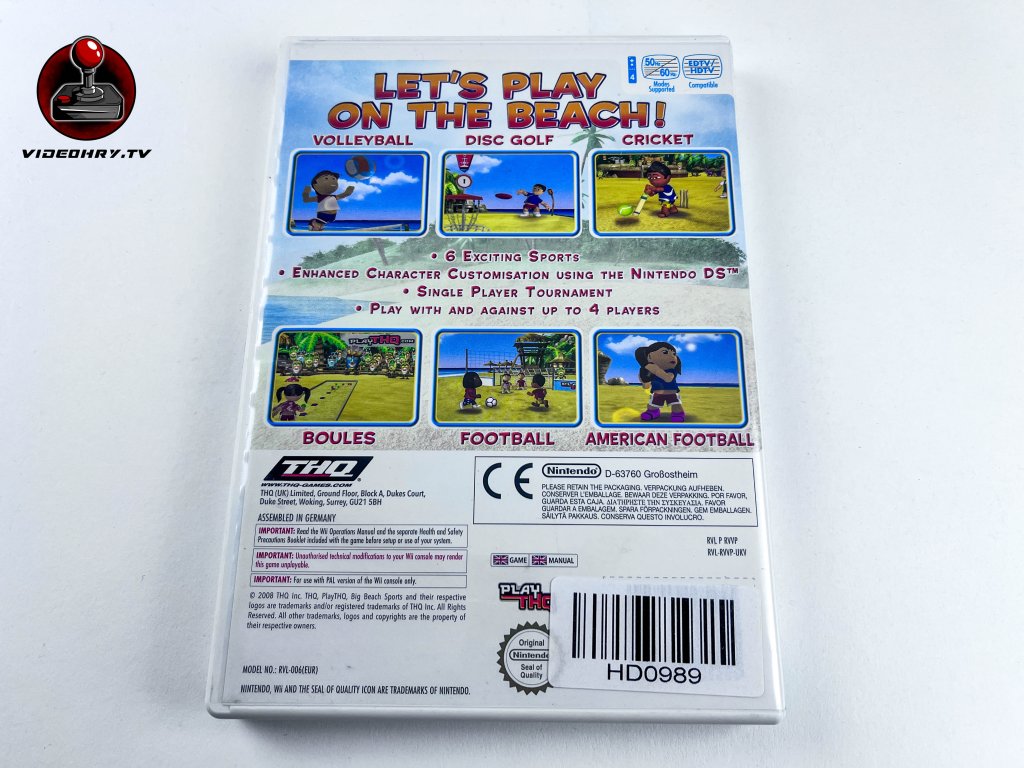 VIDEOHRY.TV
LET'S PLAY
ON THE BEACH!
4
50Hz
60Hz
Modes
Supported
EDTV/
HDTV
Compatible
VOLLEYBALL
DISC GOLF
CRICKET
1
• 6 Exciting Sports
• Enhanced Character Customisation using the Nintendo DS™
• Single Player Tournament
• Play with and against up to 4 players
PLAYTHQ.com
BOULES
FOOTBALL
AMERICAN FOOTBALL
THQ
WWW.THQ-GAMES.COM
THQ (UK) Limited, Ground Floor, Block A, Dukes Court,
Duke Street, Woking, Surrey, GU21 5BH
ASSEMBLED IN GERMANY
IMPORTANT: Read the Wii Operations Manual and the separate Health and Safety
Precautions Booklet included with the game before setup or use of your system.
IMPORTANT: Unauthorised technical modifications to your Wii console may render
this game unplayable.
IMPORTANT: For use with PAL version of the Wii console only.
© 2008 THQ Inc. THQ, PlayTHQ, Big Beach Sports and their respective
logos are trademarks and/or registered trademarks of THQ Inc. All Rights
Reserved. All other trademarks, logos and copyrights are the property of
their respective owners.
MODEL NO.: RVL-006(EUR)
NINTENDO, Wii AND THE SEAL OF QUALITY ICON ARE TRADEMARKS OF NINTENDO.
CE
Nintendo
D-63760 Großostheim
PLEASE RETAIN THE PACKAGING. VERPACKUNG AUFHEBEN.
CONSERVER L'EMBALLAGE. BEWAAR DEZE VERPAKKING. POR FAVOR,
GUARDA ESTA CAJA. ΔΙΑΤΗΡΗΣΤΕ ΤΗΝ ΣΥΣΚΕΥΑΣΙΑ. FAVOR
GUARDAR A EMBALAGEM. SPARA FÖRPACKNINGEN. GEM EMBALLAGEN.
SÄILYTÄ PAKKAUS. CONSERVA QUESTO INVOLUCRO.
RVL P RVVP
RVL-RVVP-UKV
GAME
MANUAL
PLAY
THQ
Original
Nintendo
Seal of
Quality
HD0989